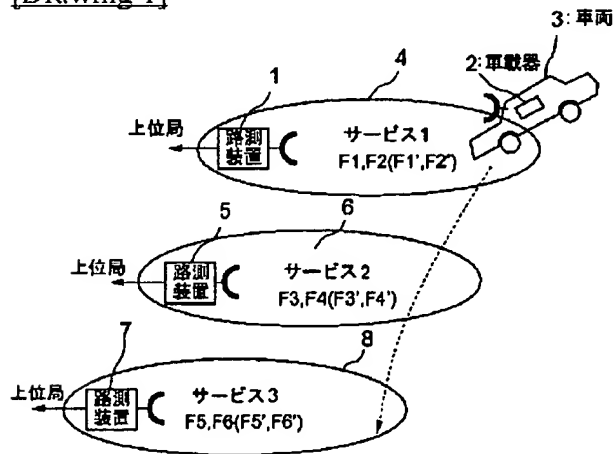 [Drawing 1]
3: 車両
2: 車載器
4
1
上位局
路測
装置
サービス1
F1,F2(F1',F2')
5
6
上位局
路測
装置
サービス2
F3,F4(F3',F4')
7
8
上位局
路測
装置
サービス3
F5,F6(F5',F6')